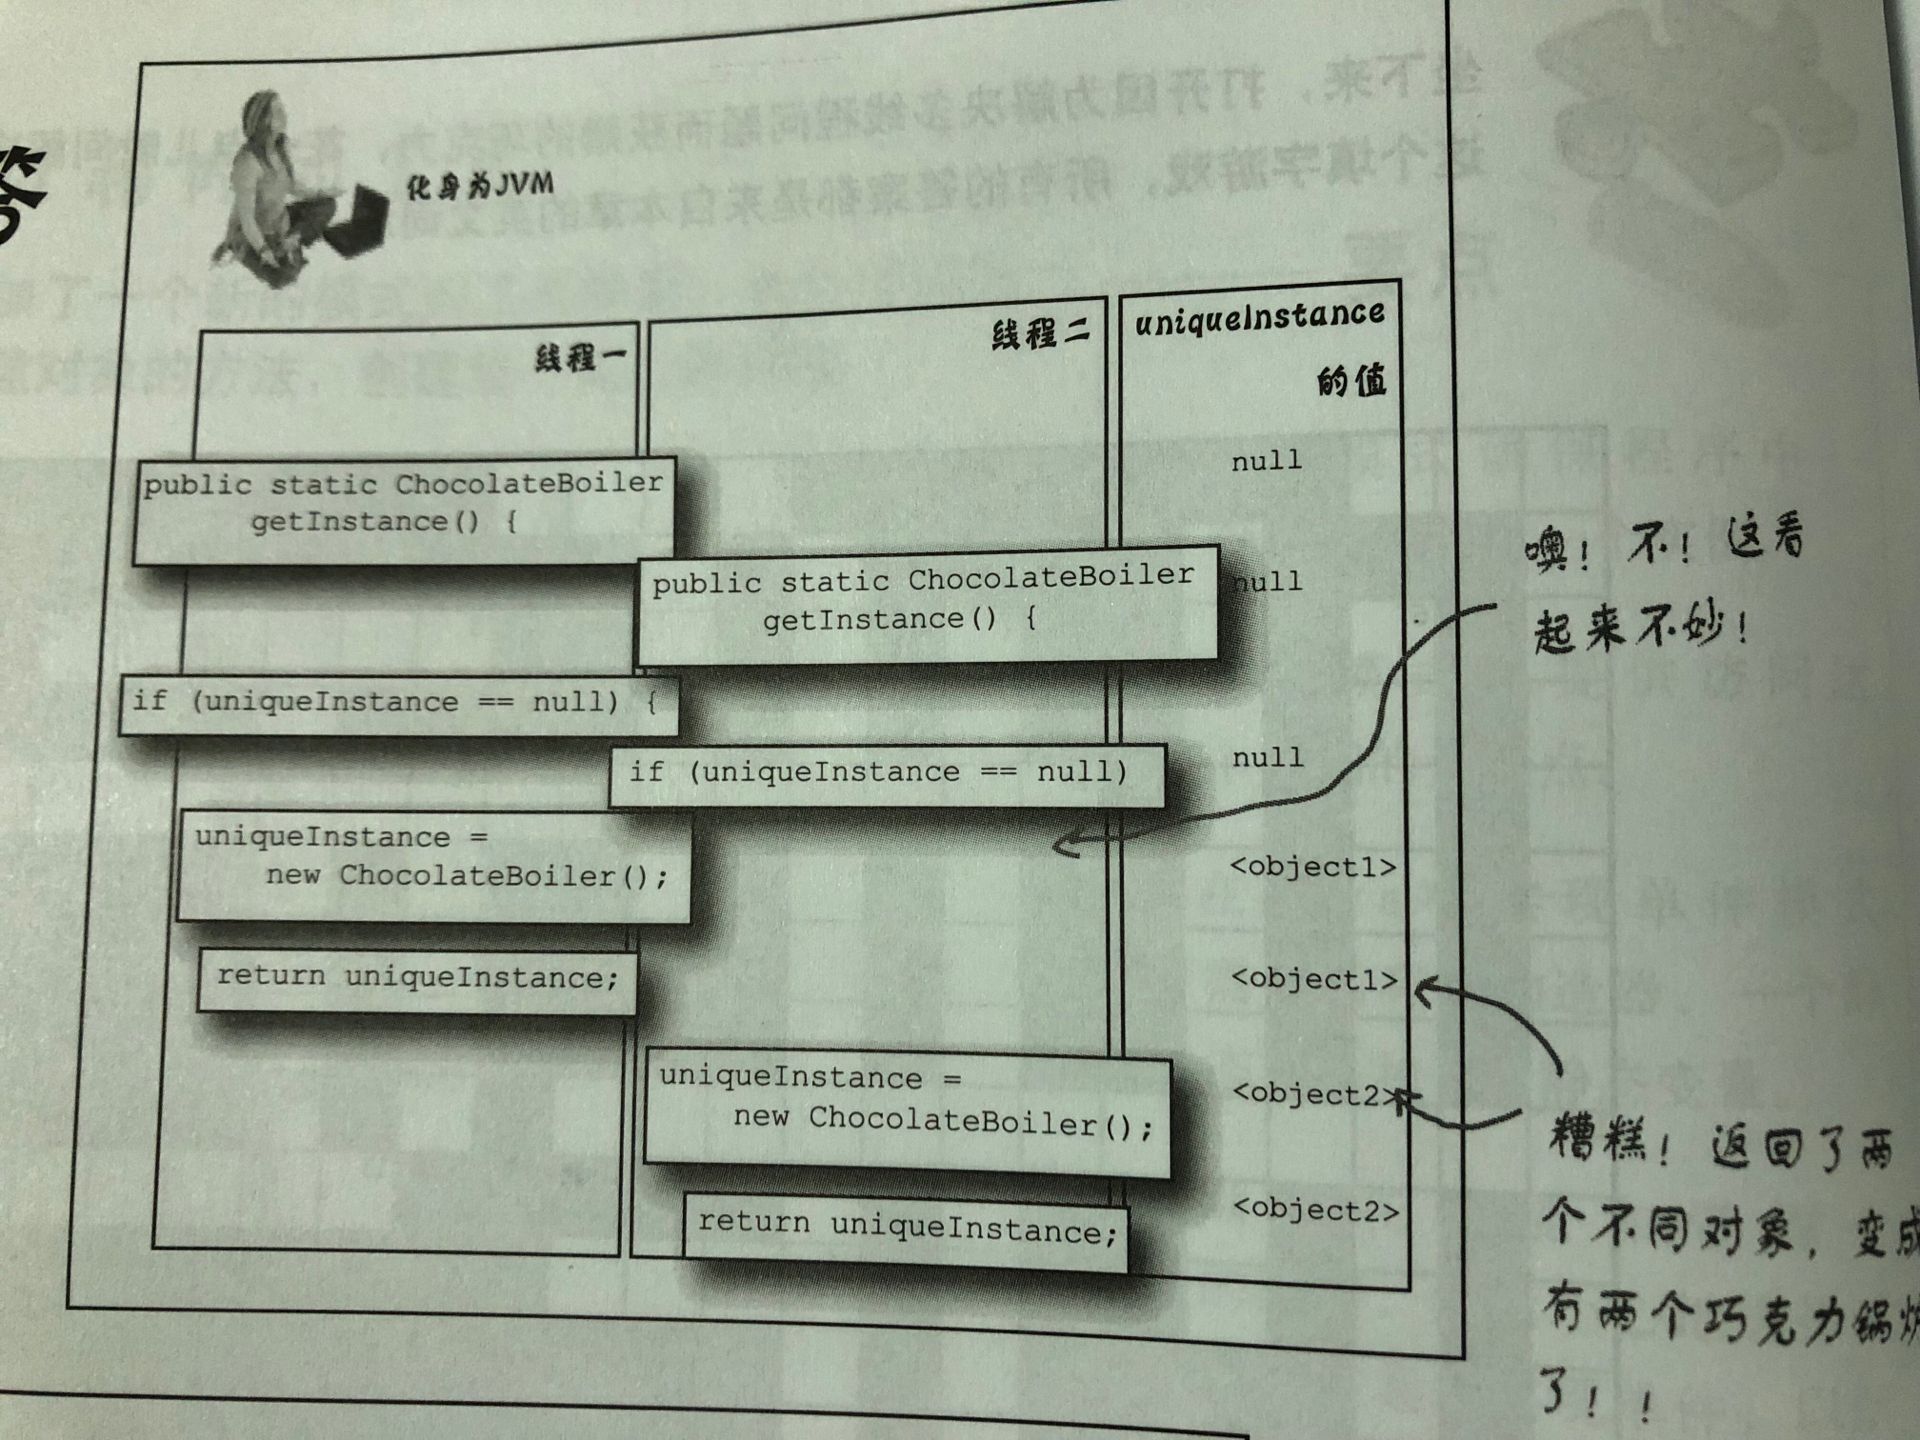 化身为JVM
线程一
线程二
uniqueInstance
的值
public static ChocolateBoiler
getInstance() {
null
public static ChocolateBoiler
getInstance() {
null
if (uniqueInstance == null) {
if (uniqueInstance == null)
null
uniqueInstance =
new ChocolateBoiler();
<object1>
return uniqueInstance;
<object1>
uniqueInstance =
new ChocolateBoiler();
<object2>
return uniqueInstance;
<object2>
噢！不！这看
起来不妙！
糟糕！返回了两
个不同对象，变成
有两个巧克力锅炉
了！！